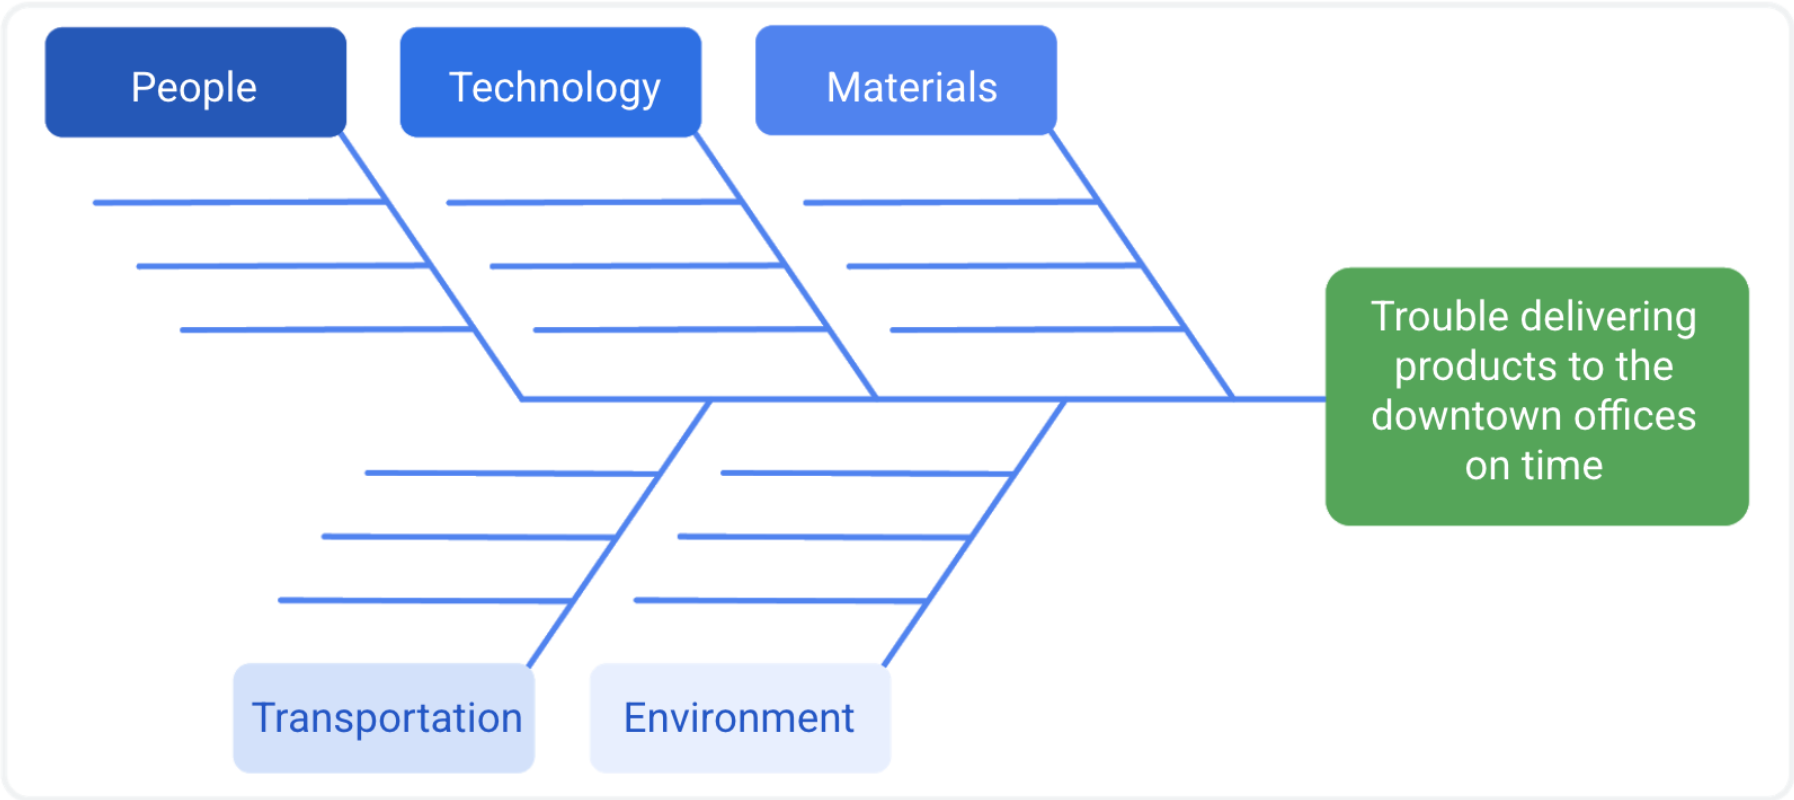 People
Technology
Materials
Trouble delivering
products to the
downtown offices
on time
Transportation
Environment